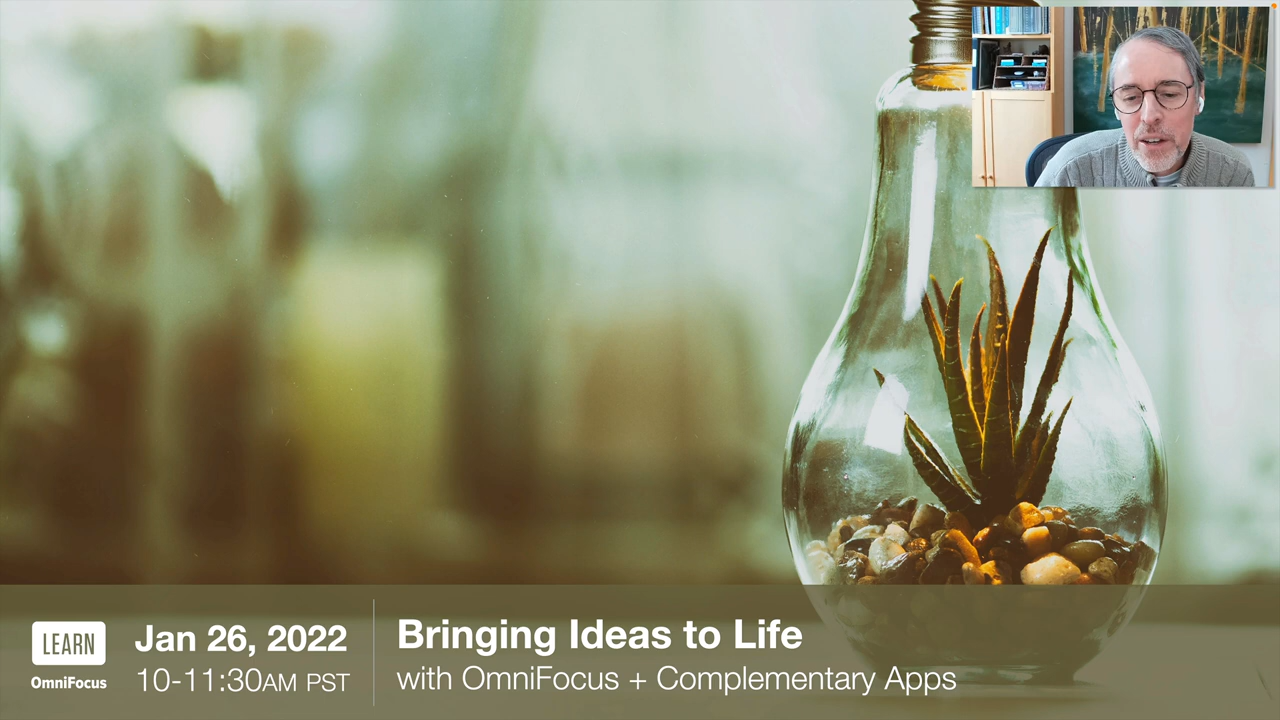 LEARN
OmniFocus
Jan 26, 2022
10-11:30AM PST
Bringing Ideas to Life
with OmniFocus + Complementary Apps